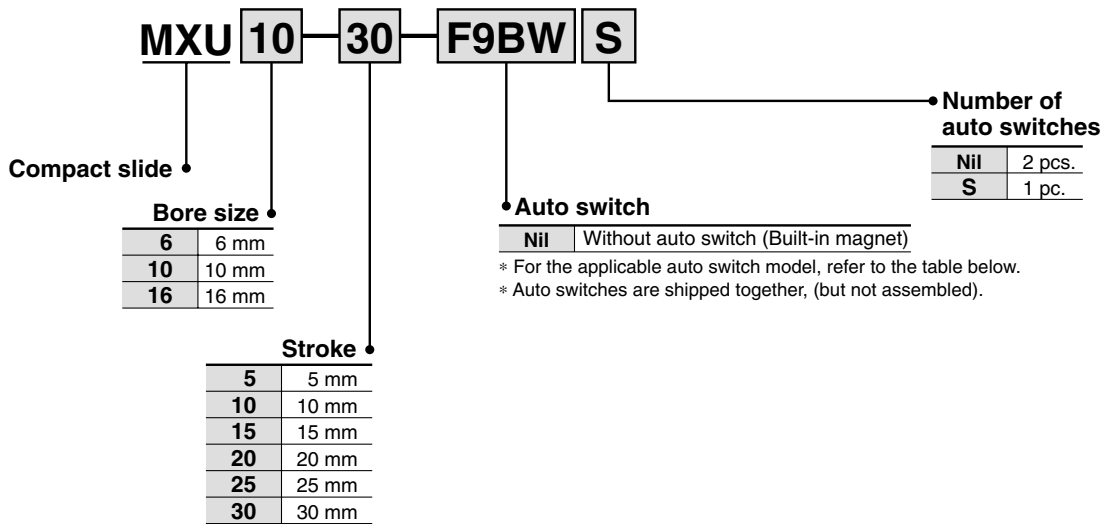 MXU 10 — 30 — F9BW S
Compact slide
Bore size
6 6 mm
10 10 mm
16 16 mm
Stroke
5 5 mm
10 10 mm
15 15 mm
20 20 mm
25 25 mm
30 30 mm
Auto switch
Nil Without auto switch (Built-in magnet)
* For the applicable auto switch model, refer to the table below.
* Auto switches are shipped together, (but not assembled).
Number of
auto switches
Nil 2 pcs.
S 1 pc.